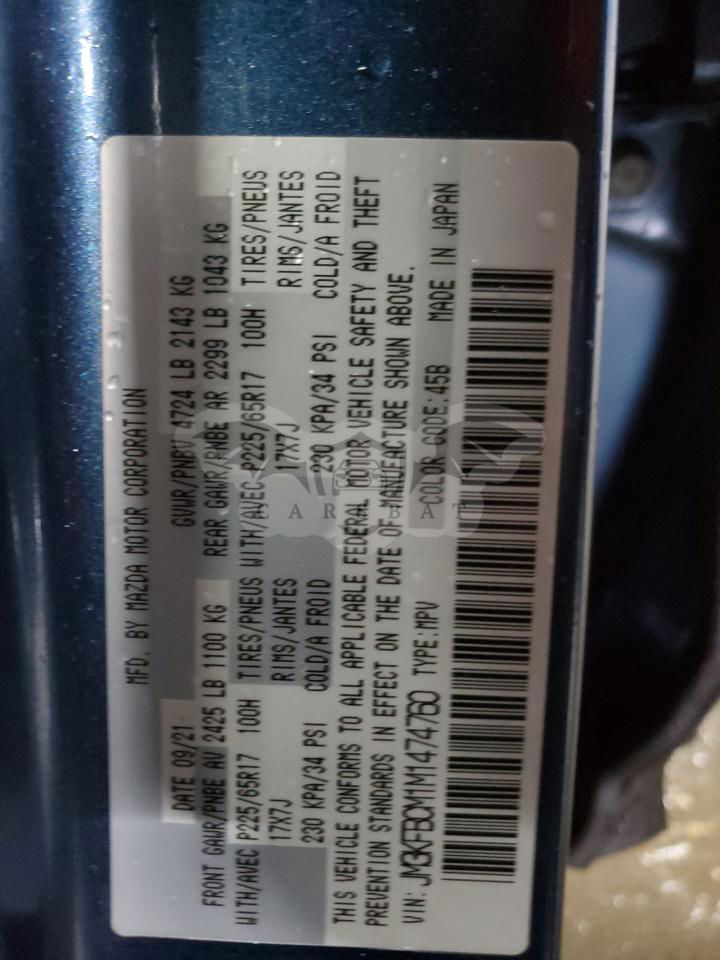 MFD. BY MAZDA MOTOR CORPORATION
DATE 09/21 GVWR/PNBV 4724 LB 2143 KG
FRONT GAWR/PNBE AV 2425 LB 1100 KG REAR GAWR/PNBE AR 2299 LB 1043 KG
WITH/AVEC P225/65R17 100H TIRES/PNEUS WITH/AVEC P225/65R17 100H TIRES/PNEUS
17X7J RIMS/JANTES 17X7J RIMS/JANTES
230 KPA/34 PSI COLD/A FROID 230 KPA/34 PSI COLD/A FROID
THIS VEHICLE CONFORMS TO ALL APPLICABLE FEDERAL MOTOR VEHICLE SAFETY AND THEFT
PREVENTION STANDARDS IN EFFECT ON THE DATE OF MANUFACTURE SHOWN ABOVE.
VIN: JM3KFBCM1M1474760 TYPE:MPV COLOR CODE:45B MADE IN JAPAN
CAR BAT